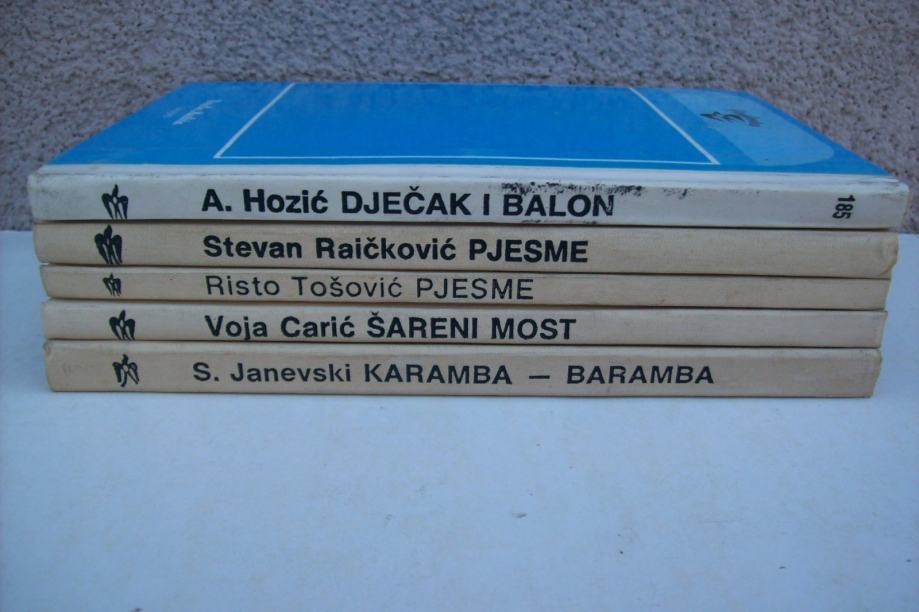 A. Hozić DJEČAK I BALON
185
Stevan Raičković PJESME
Risto Tošović PJESME
Voja Carić ŠARENI MOST
S. Janevski KARAMBA – BARAMBA